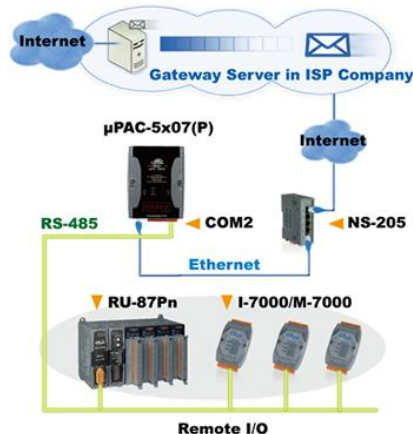 Internet
Gateway Server in ISP Company
µPAC-5x07(P)
Internet
RS-485
COM2
NS-205
Ethernet
RU-87Pn
I-7000/M-7000
Remote I/O